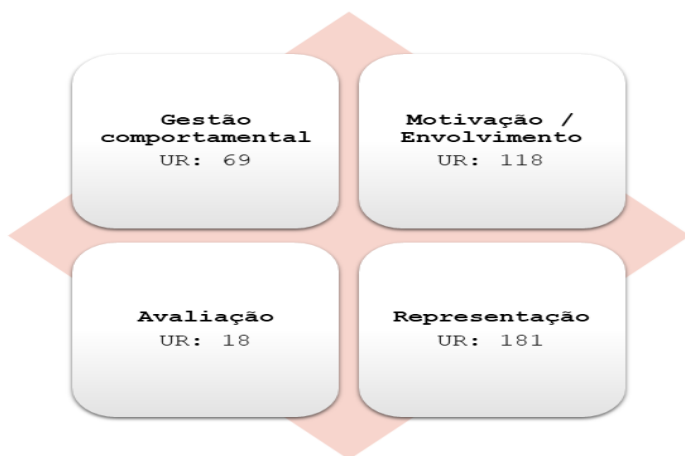 Gestão
comportamental
UR: 69
Motivação /
Envolvimento
UR: 118
Avaliação
UR: 18
Representação
UR: 181